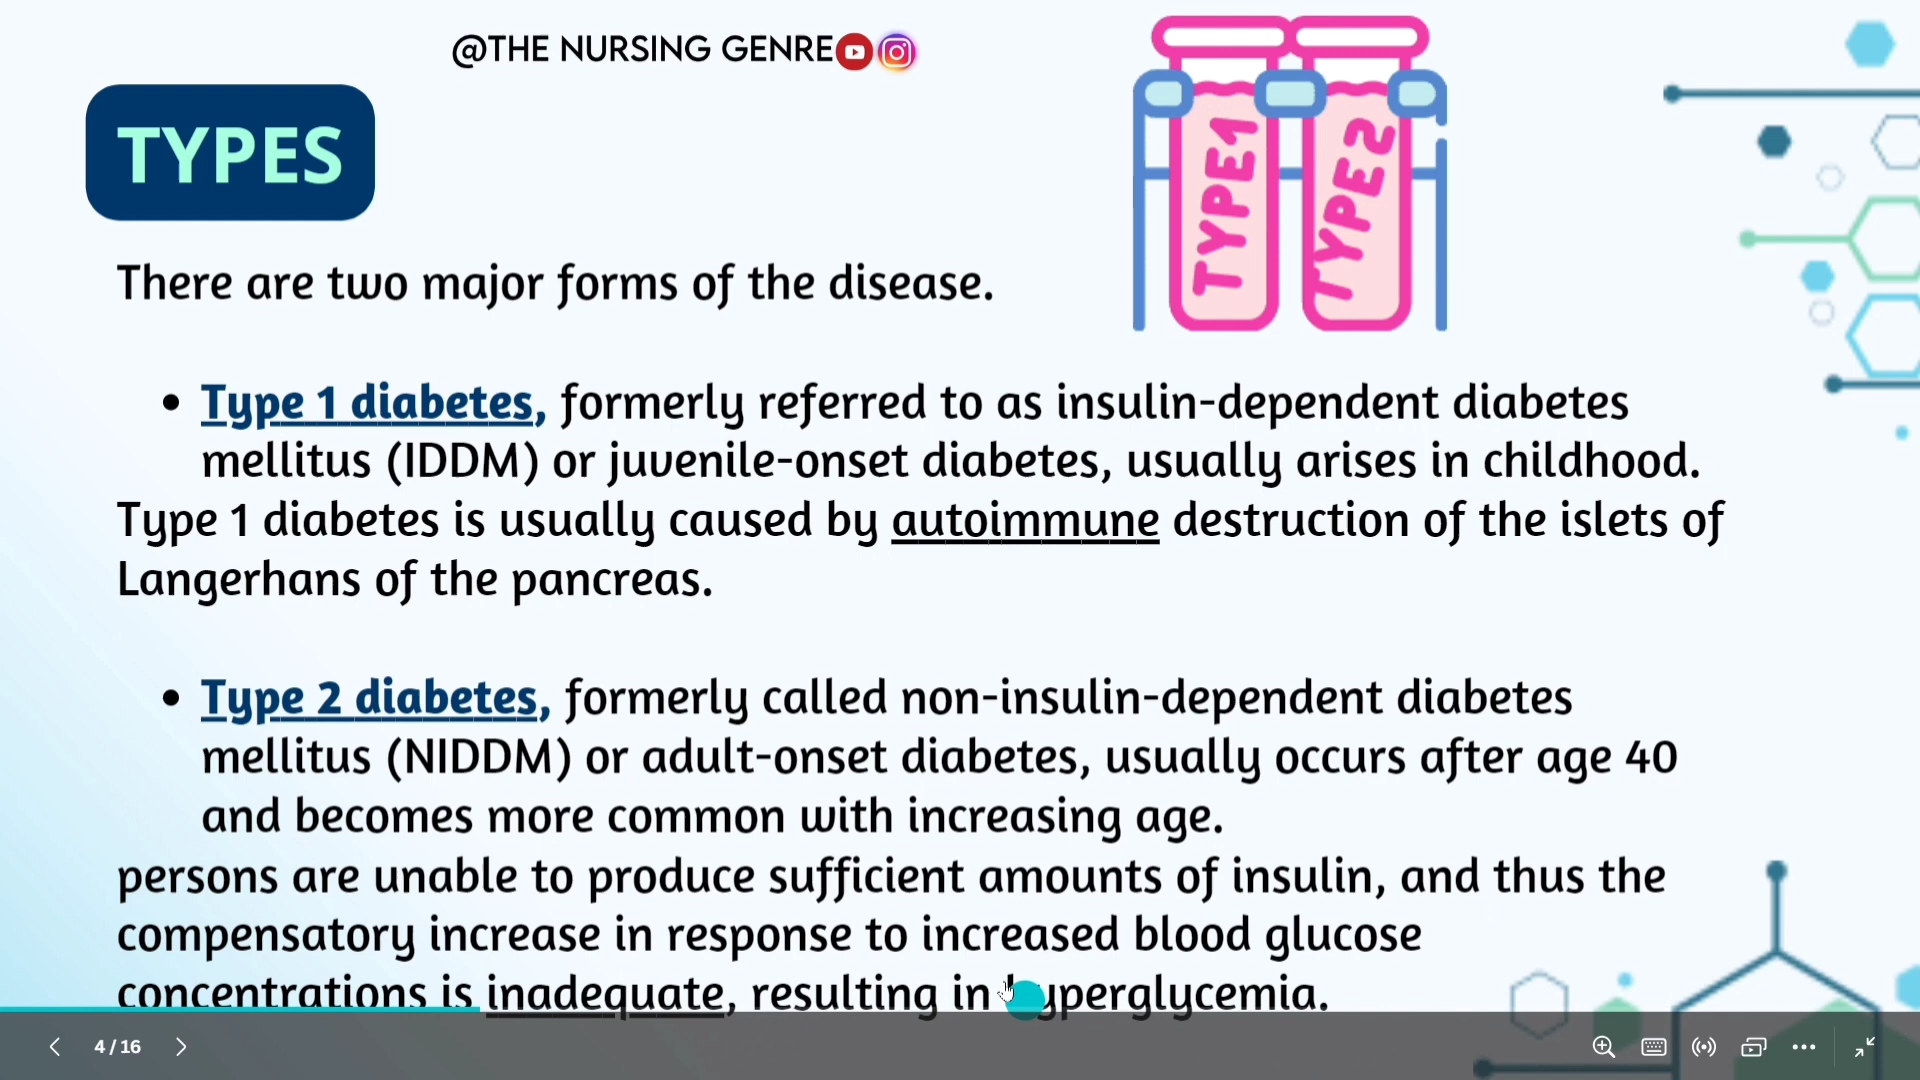 @THE NURSING GENRE
TYPES
TYPE 1
TYPE 2
There are two major forms of the disease.
• Type 1 diabetes, formerly referred to as insulin-dependent diabetes
mellitus (IDDM) or juvenile-onset diabetes, usually arises in childhood.
Type 1 diabetes is usually caused by autoimmune destruction of the islets of
Langerhans of the pancreas.
• Type 2 diabetes, formerly called non-insulin-dependent diabetes
mellitus (NIDDM) or adult-onset diabetes, usually occurs after age 40
and becomes more common with increasing age.
persons are unable to produce sufficient amounts of insulin, and thus the
compensatory increase in response to increased blood glucose
concentrations is inadequate, resulting in hyperglycemia.
4 / 16